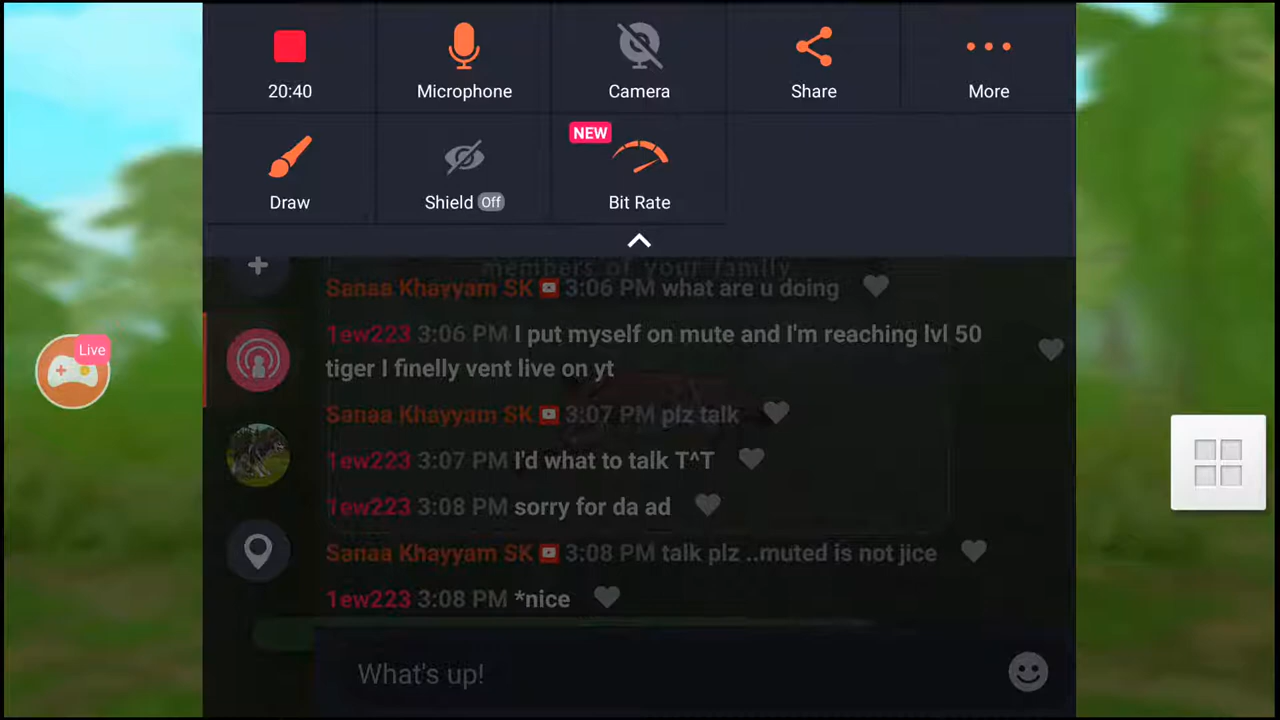 20:40
Microphone
Camera
Share
More
Draw
Shield Off
NEW
Bit Rate
members of your family
Sanaa Khayyam SK 3:06 PM what are u doing
1ew223 3:06 PM I put myself on mute and I'm reaching lvl 50
tiger I finelly vent live on yt
Live
Sanaa Khayyam SK 3:07 PM plz talk
1ew223 3:07 PM I'd what to talk T^T
1ew223 3:08 PM sorry for da ad
Sanaa Khayyam SK 3:08 PM talk plz ..muted is not jice
1ew223 3:08 PM *nice
What's up!